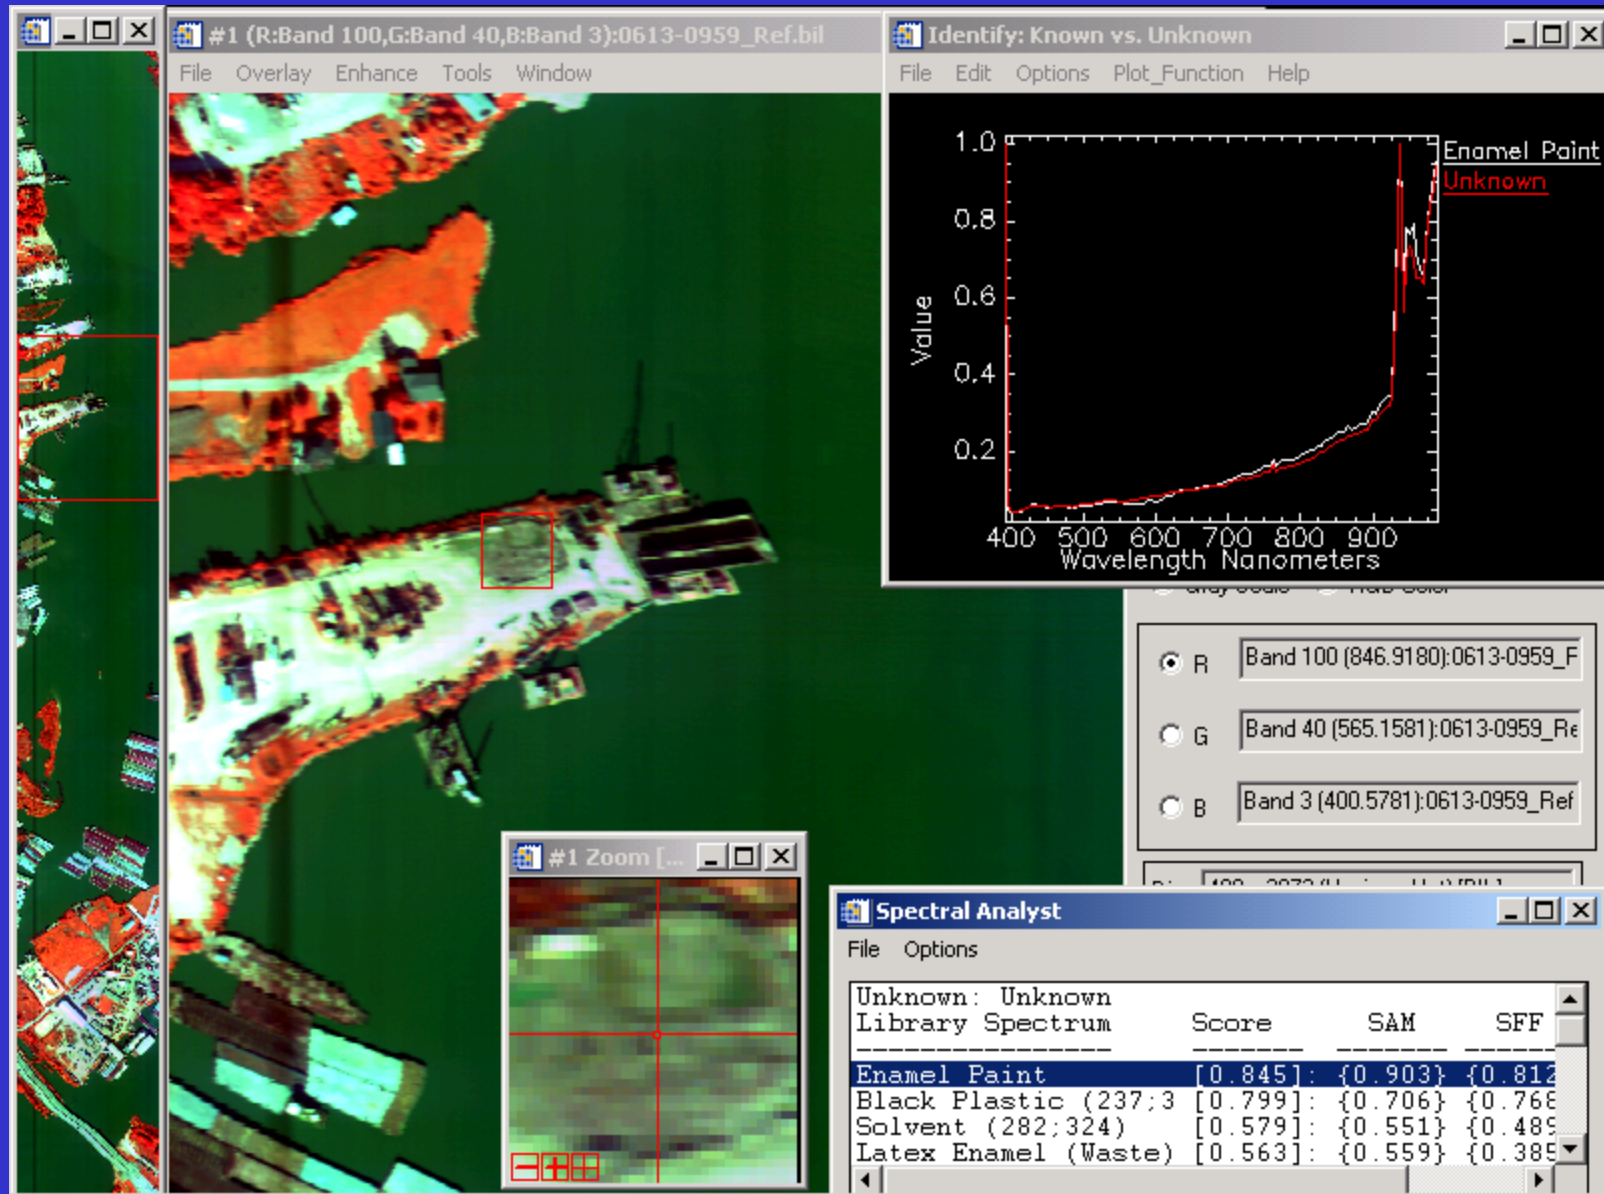 #1 (R:Band 100,G:Band 40,B:Band 3):0613-0959_Ref.bil
File Overlay Enhance Tools Window
Identify: Known vs. Unknown
File Edit Options Plot_Function Help
1.0
0.8
0.6
0.4
0.2
Value
400 500 600 700 800 900
Wavelength Nanometers
Enamel Paint
Unknown
R Band 100 (846.9180):0613-0959_F
G Band 40 (565.1581):0613-0959_Re
B Band 3 (400.5781):0613-0959_Ref
#1 Zoom [...
Spectral Analyst
File Options
Unknown: Unknown
Library Spectrum Score SAM SFF
Enamel Paint [0.845]: {0.903} {0.812
Black Plastic (237;3 [0.799]: {0.706} {0.768
Solvent (282;324) [0.579]: {0.551} {0.489
Latex Enamel (Waste) [0.563]: {0.559} {0.385